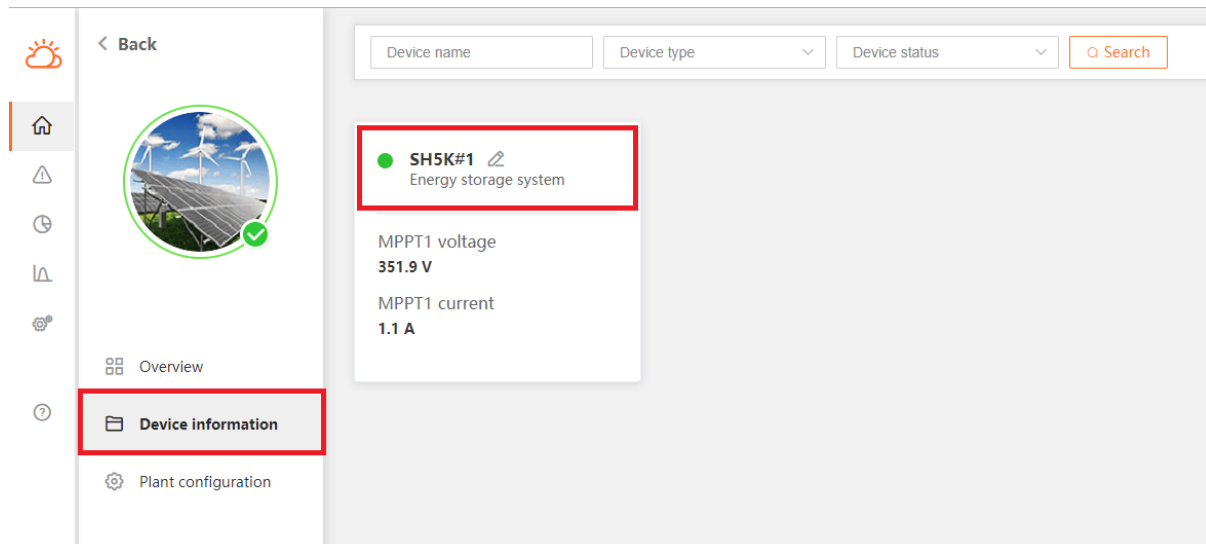 Back
Overview
Device information
Plant configuration
Device name
Device type
Device status
Search
SH5K#1
Energy storage system
MPPT1 voltage
351.9 V
MPPT1 current
1.1 A